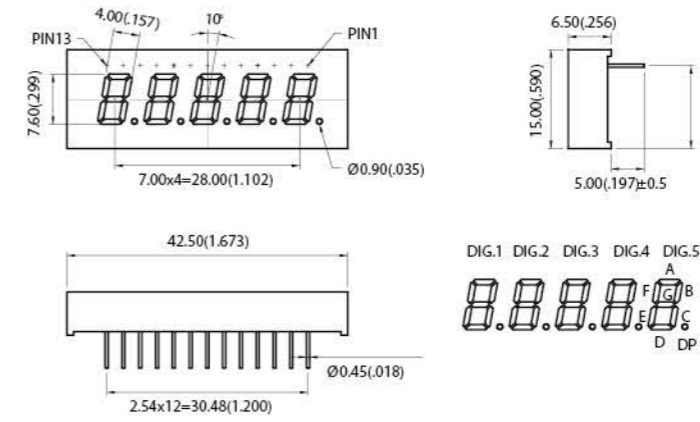 4.00(.157)
10°
PIN13
PIN1
7.60(.299)
Ø0.90(.035)
7.00x4=28.00(1.102)
6.50(.256)
15.00(.590)
5.00(.197)±0.5
42.50(1.673)
Ø0.45(.018)
2.54x12=30.48(1.200)
DIG.1 DIG.2 DIG.3 DIG.4 DIG.5
A
F G B
E C
D DP